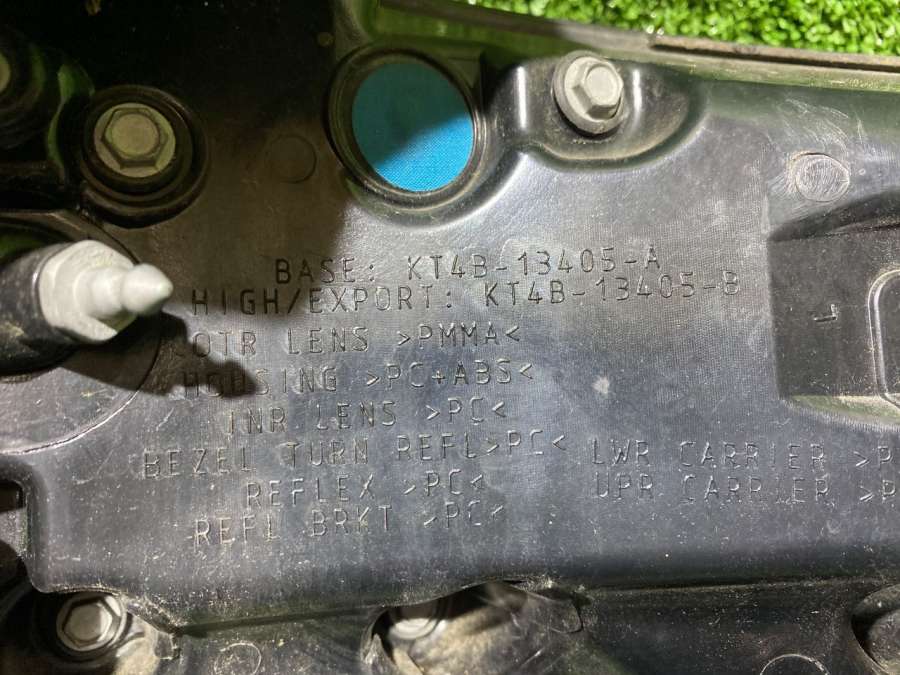 BASE: KT4B-13405-A
HIGH/EXPORT: KT4B-13405-B
OTR LENS >PMMA<
HOUSING >PC+ABS<
INR LENS >PC<
BEZEL TURN REFL>PC<
REFLEX >PC<
REFL BRKT >PC<
LWR CARRIER >P
UPR CARRIER >P
L